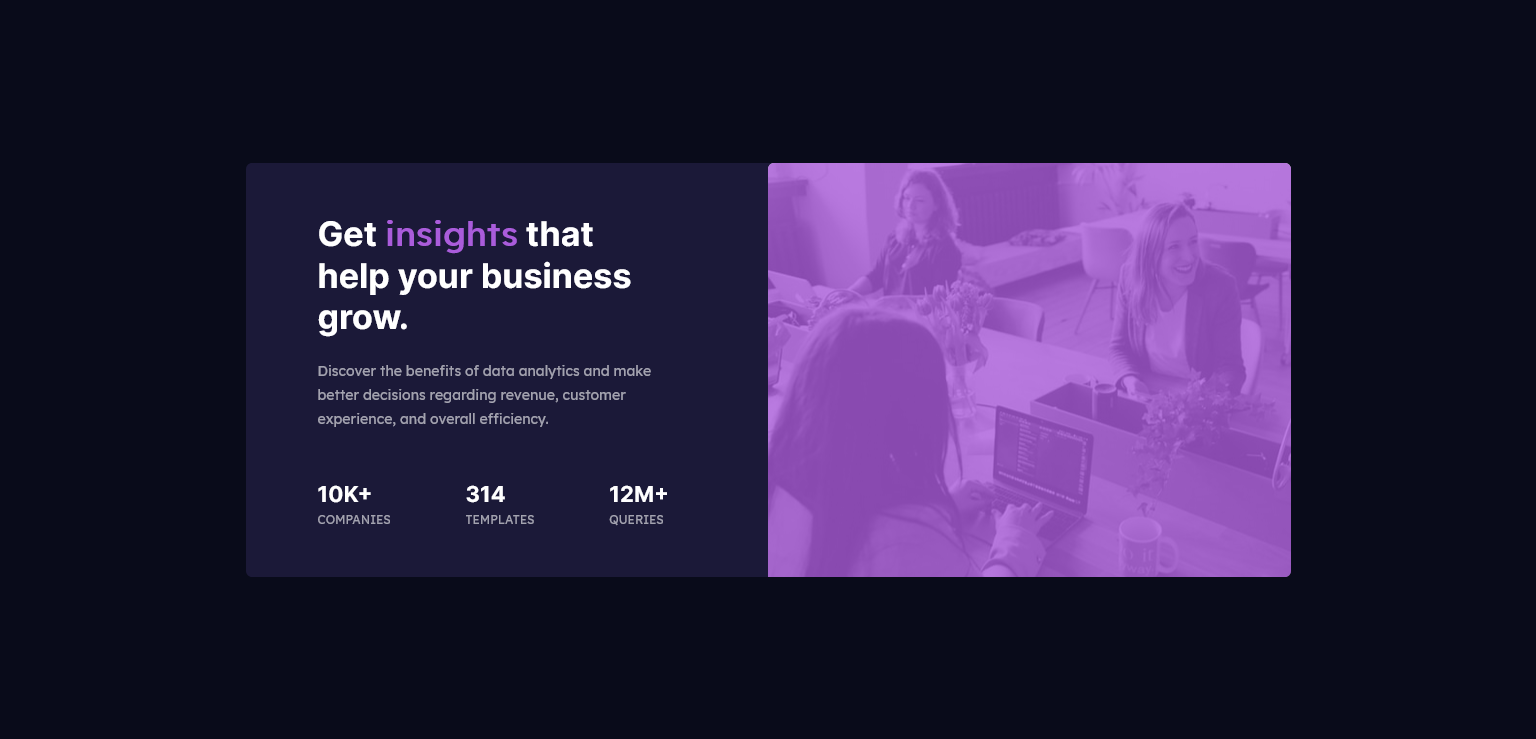 Get insights that
help your business
grow.
Discover the benefits of data analytics and make
better decisions regarding revenue, customer
experience, and overall efficiency.
10K+ 314 12M+
COMPANIES TEMPLATES QUERIES